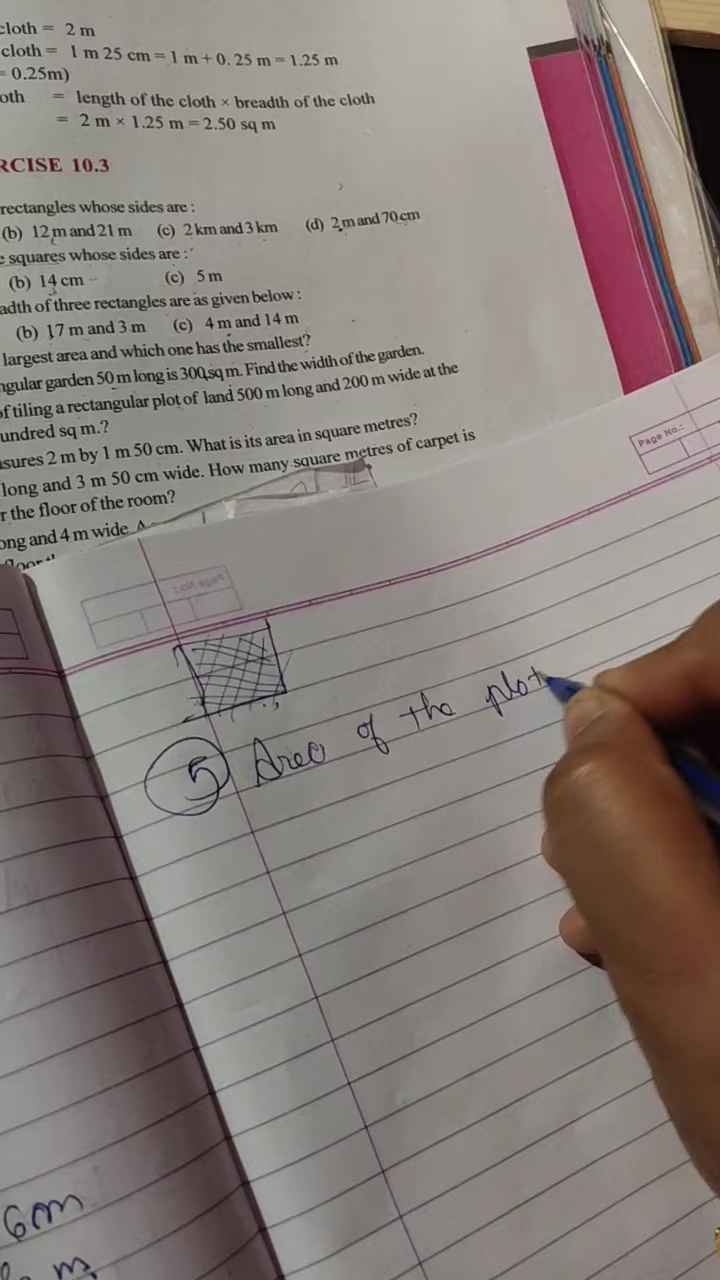 cloth = 2 m
cloth = 1 m 25 cm = 1 m + 0.25 m = 1.25 m
= 0.25m)
oth = length of the cloth × breadth of the cloth
= 2 m × 1.25 m = 2.50 sq m
RCISE 10.3
rectangles whose sides are :
(b) 12 m and 21 m (c) 2 km and 3 km (d) 2 m and 70 cm
e squares whose sides are :
(b) 14 cm (c) 5 m
adth of three rectangles are as given below :
(b) 17 m and 3 m (c) 4 m and 14 m
largest area and which one has the smallest?
ngular garden 50 m long is 300 sq m. Find the width of the garden.
of tiling a rectangular plot of land 500 m long and 200 m wide at the
undred sq m.?
asures 2 m by 1 m 50 cm. What is its area in square metres?
long and 3 m 50 cm wide. How many square metres of carpet is
r the floor of the room?
ong and 4 m wide
Page No.:
Page No.:
5 Area of the plot
6m
m